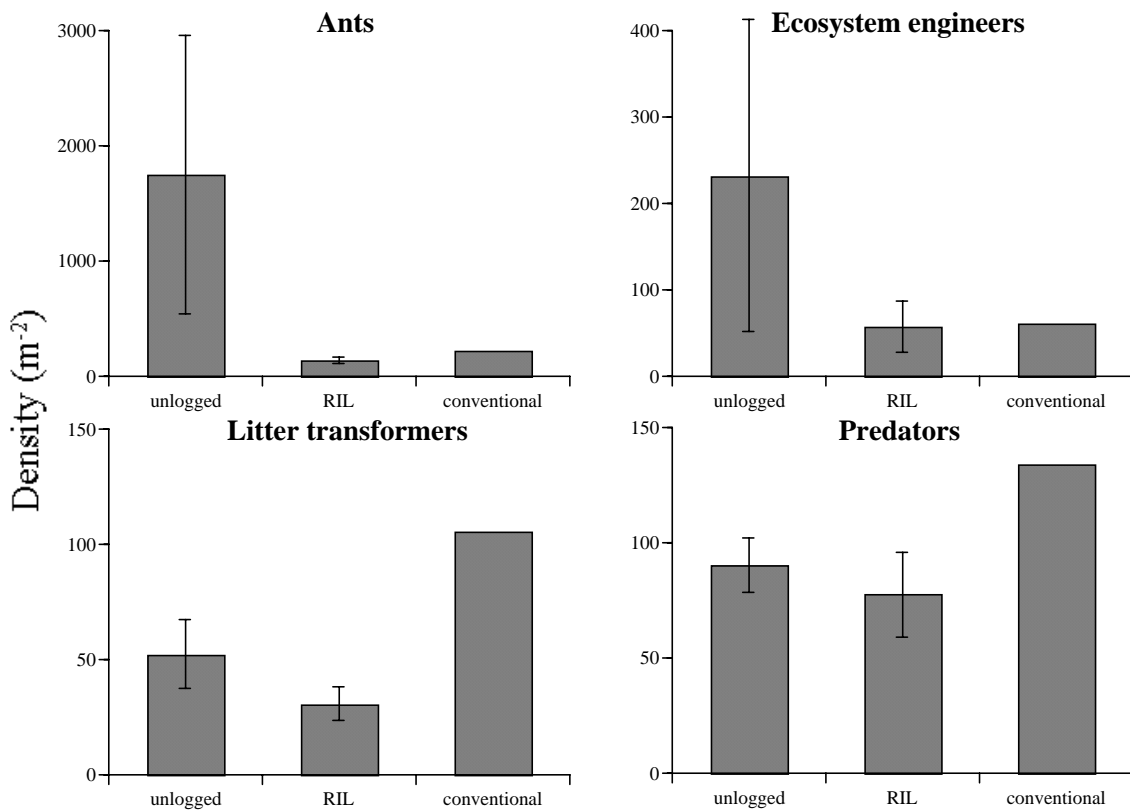 Ants
3000
2000
1000
0
unlogged RIL conventional
Ecosystem engineers
400
300
200
100
0
unlogged RIL conventional
Density (m-2)
Litter transformers
150
100
50
0
unlogged RIL conventional
Predators
150
100
50
0
unlogged RIL conventional